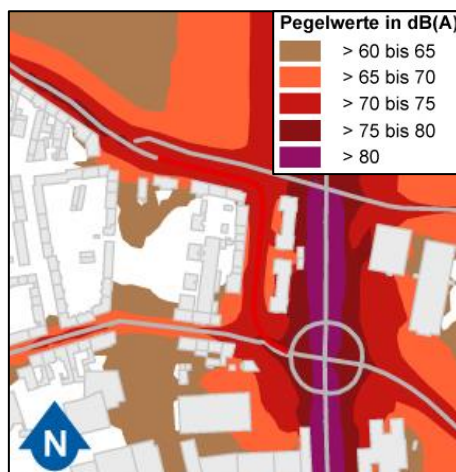 Pegelwerte in dB(A)
> 60 bis 65
> 65 bis 70
> 70 bis 75
> 75 bis 80
> 80
N